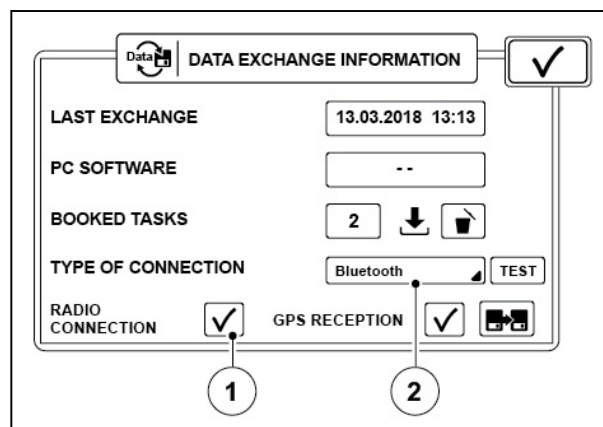 Data
DATA EXCHANGE INFORMATION
LAST EXCHANGE 13.03.2018 13:13
PC SOFTWARE --
BOOKED TASKS 2
TYPE OF CONNECTION Bluetooth TEST
RADIO
CONNECTION GPS RECEPTION
1 2